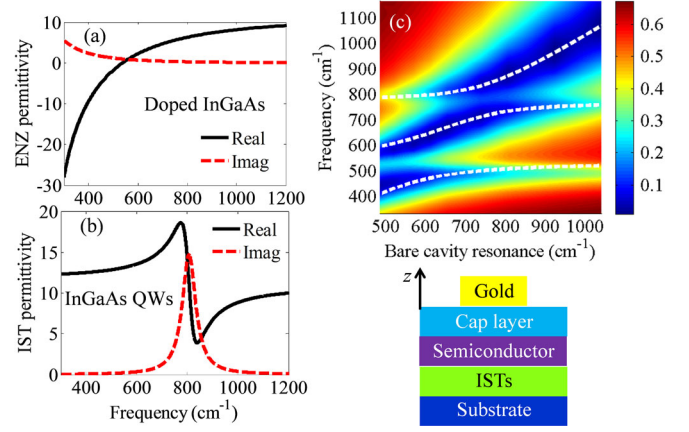 (a)
ENZ permittivity
10
0
-10
-20
-30
Doped InGaAs
Real
Imag
400 600 800 1000 1200
(b)
IST permittivity
20
15
10
5
0
Real
Imag
InGaAs QWs
400 600 800 1000 1200
Frequency (cm-1)
(c)
Frequency (cm-1)
1100
1000
900
800
700
600
500
400
500 600 700 800 900 1000
Bare cavity resonance (cm-1)
0.6
0.5
0.4
0.3
0.2
0.1
z
Gold
Cap layer
Semiconductor
ISTs
Substrate